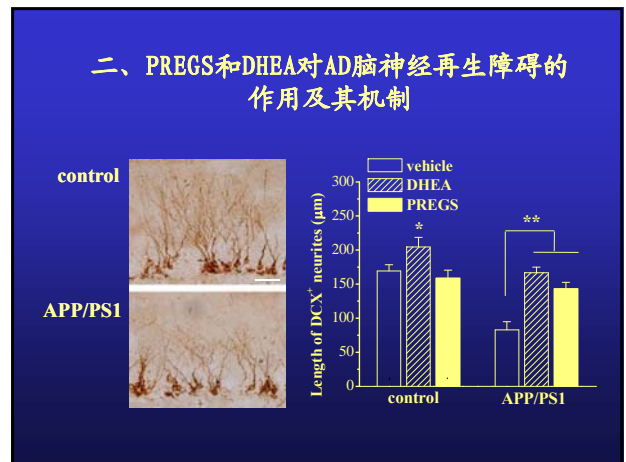 二、PREGS和DHEA对AD脑神经再生障碍的
作用及其机制
control
APP/PS1
vehicle
DHEA
PREGS
Length of DCX⁺ neurites (μm)
300
250
200
150
100
50
0
*
**
control
APP/PS1